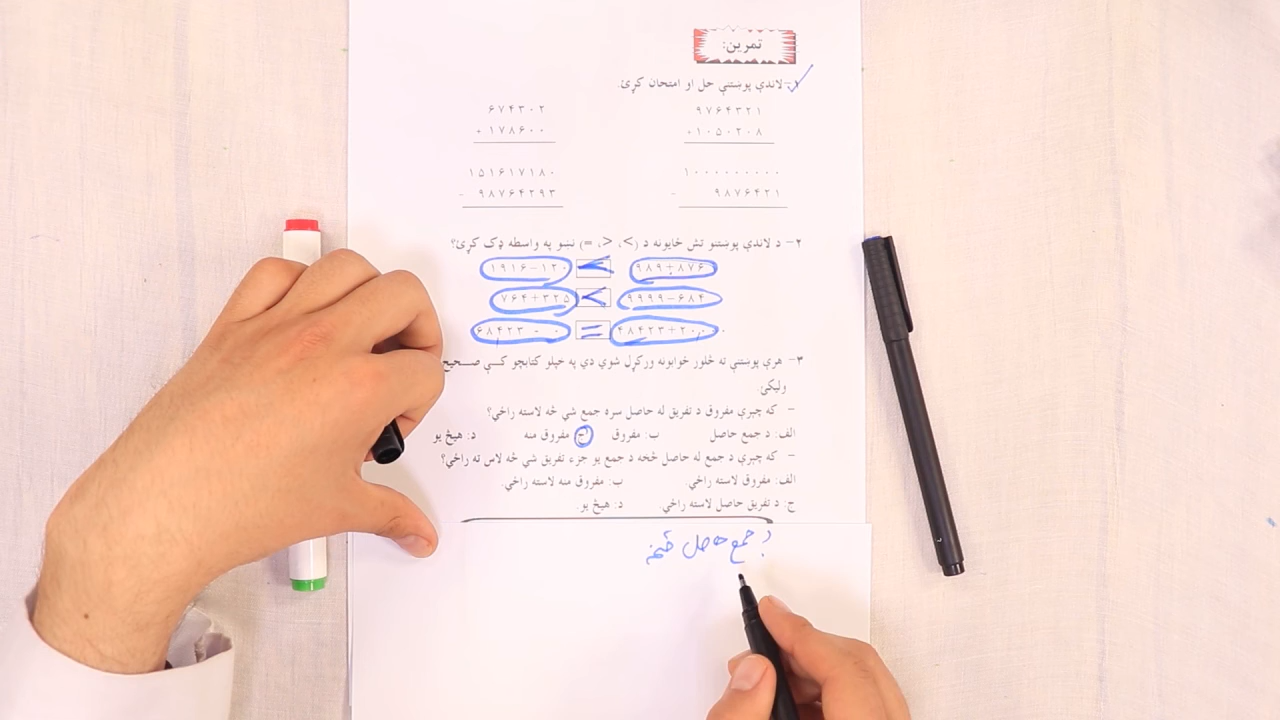 تمرین:
۱- لاندې پوښتنې حل او امتحان کړئ.
۹۷۶۴۳۲۱ ۶۷۴۳۰۲
+۱۰۵۰۲۰۸ +۱۷۸۶۰۰
۱۰۰۰۰۰۰۰۰۰ ۱۵۱۶۱۷۱۸۰
- ۹۸۷۶۴۲۱ - ۹۸۷۶۴۲۹۳
۲- د لاندې پوښتنو تش ځایونه د (<، >، =) نښو په واسطه ډک کړئ؟
۹۸۹+۸۷۶ < ۱۹۱۶-۱۲۰
۹۹۹۹-۶۸۴ < ۷۶۴+۳۲۵
۴۸۴۲۳+۲۰۰۰۰ = ۶۸۴۲۳ - ۰
۳- هرې پوښتنې ته څلور ځوابونه ورکړل شوي دي په خپلو کتابچو کې صحیح
ولیکئ.
- که چېرې مفروق د تفریق له حاصل سره جمع شي څه لاسته راځي؟
الف: د جمع حاصل ب: مفروق ج: مفروق منه د: هیڅ یو
- که چېرې د جمع له حاصل څخه د جمع یو جزء تفریق شي څه لاس ته راځي؟
الف: مفروق لاسته راځي. ب: مفروق منه لاسته راځي.
ج: د تفریق حاصل لاسته راځي. د: هیڅ یو.
د جمع حاصل څخه